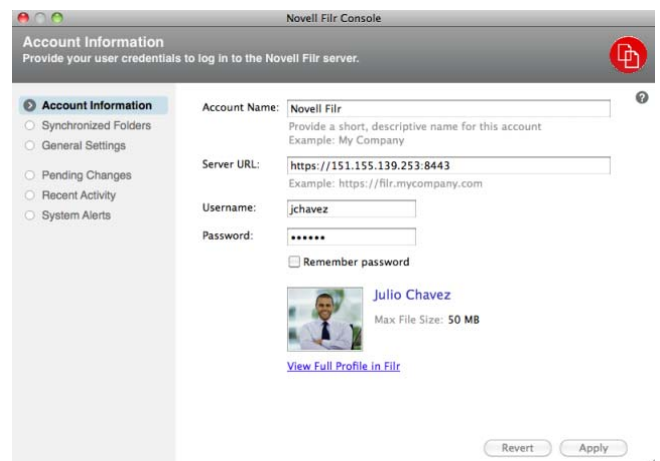 Novell Filr Console
Account Information
Provide your user credentials to log in to the Novell Filr server.
Account Information
Synchronized Folders
General Settings
Pending Changes
Recent Activity
System Alerts
Account Name: Novell Filr
Provide a short, descriptive name for this account
Example: My Company
Server URL: https://151.155.139.253:8443
Example: https://filr.mycompany.com
Username: jchavez
Password: ••••••
Remember password
Julio Chavez
Max File Size: 50 MB
View Full Profile in Filr
Revert Apply